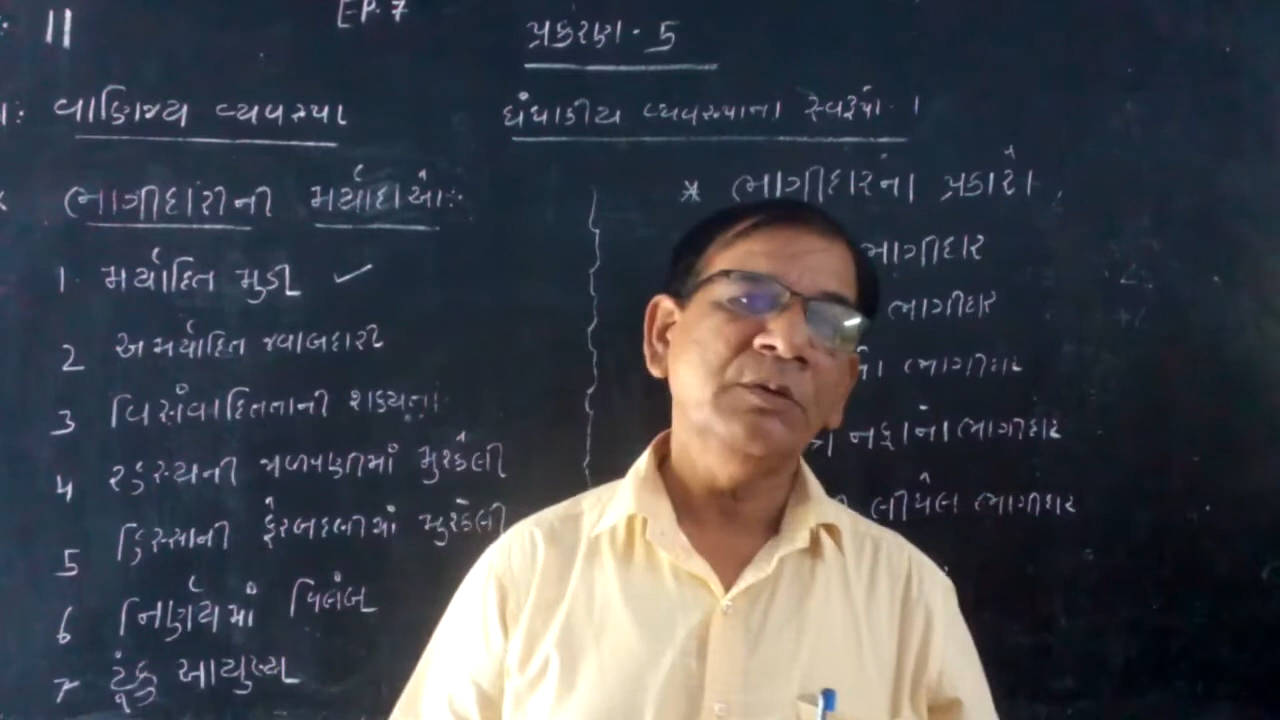 : 11
EP. 7
પ્રકરણ - 5
: વાણિજ્ય વ્યવસ્થા
ધંધાકીય વ્યવસ્થાના સ્વરૂપો - 1
ભાગીદારીની મર્યાદાઓ:-
1. મર્યાદિત મુડી ✓
2 અમર્યાદિત જવાબદારી
3 વિસંવાદિતતાની શક્યતા
4 રહસ્યની જાળવણીમાં મુશ્કેલી
5 હિસ્સાની ફેરબદલીમાં મુશ્કેલી
6 નિર્ણયમાં વિલંબ
7 ટૂંકુ આયુષ્ય
* ભાગીદારના પ્રકારો
ભાગીદાર
ભાગીદાર
ભાગીદાર
નફાના ભાગીદાર
લીધેલ ભાગીદાર